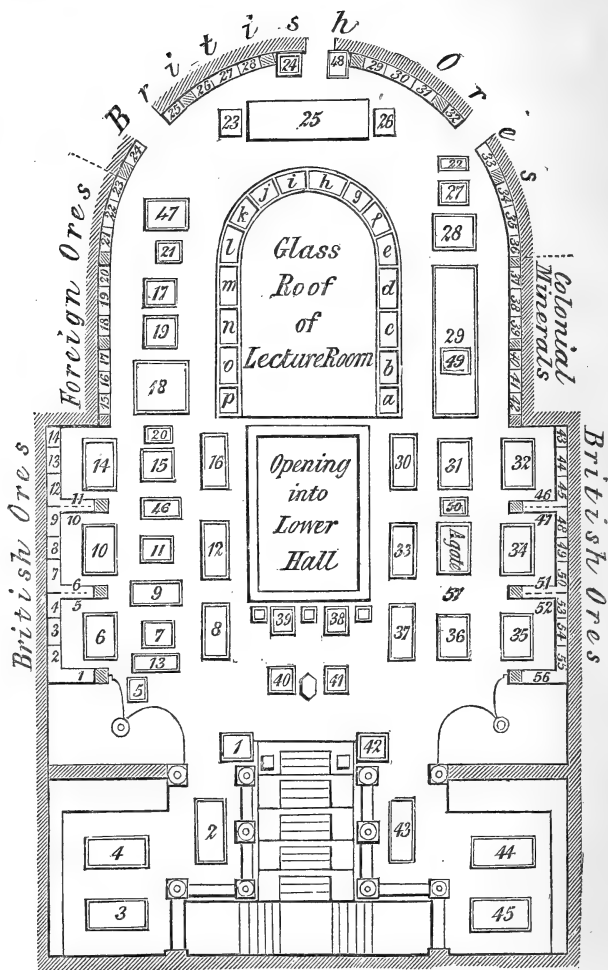 British Ores
24 48
25 26 27 28 29 30 31 32
23 25 26
Foreign Ores
24 23 22 21 20 19 18 17 16 15
33 34 35 36 37 38 39 40 41 42
Colonial
Minerals
47 21 17 19 18
22 27 28 29 49
a b c d e f g h i j k l m n o p
Glass
Roof
of
Lecture Room
British Ores
14 13 12 11 10 9 8 7 6 5 4 3 2 1
British Ores
43 44 45 46 47 48 49 50 51 52 53 54 55 56
14 20 15 16
30 31 32
Opening
into
Lower
Hall
46
50
10 11 12
33 Agate 34
9
51
6 7 8
39 38
37 36 35
13
5
40 41
1 42
2 43
4 44
3 45